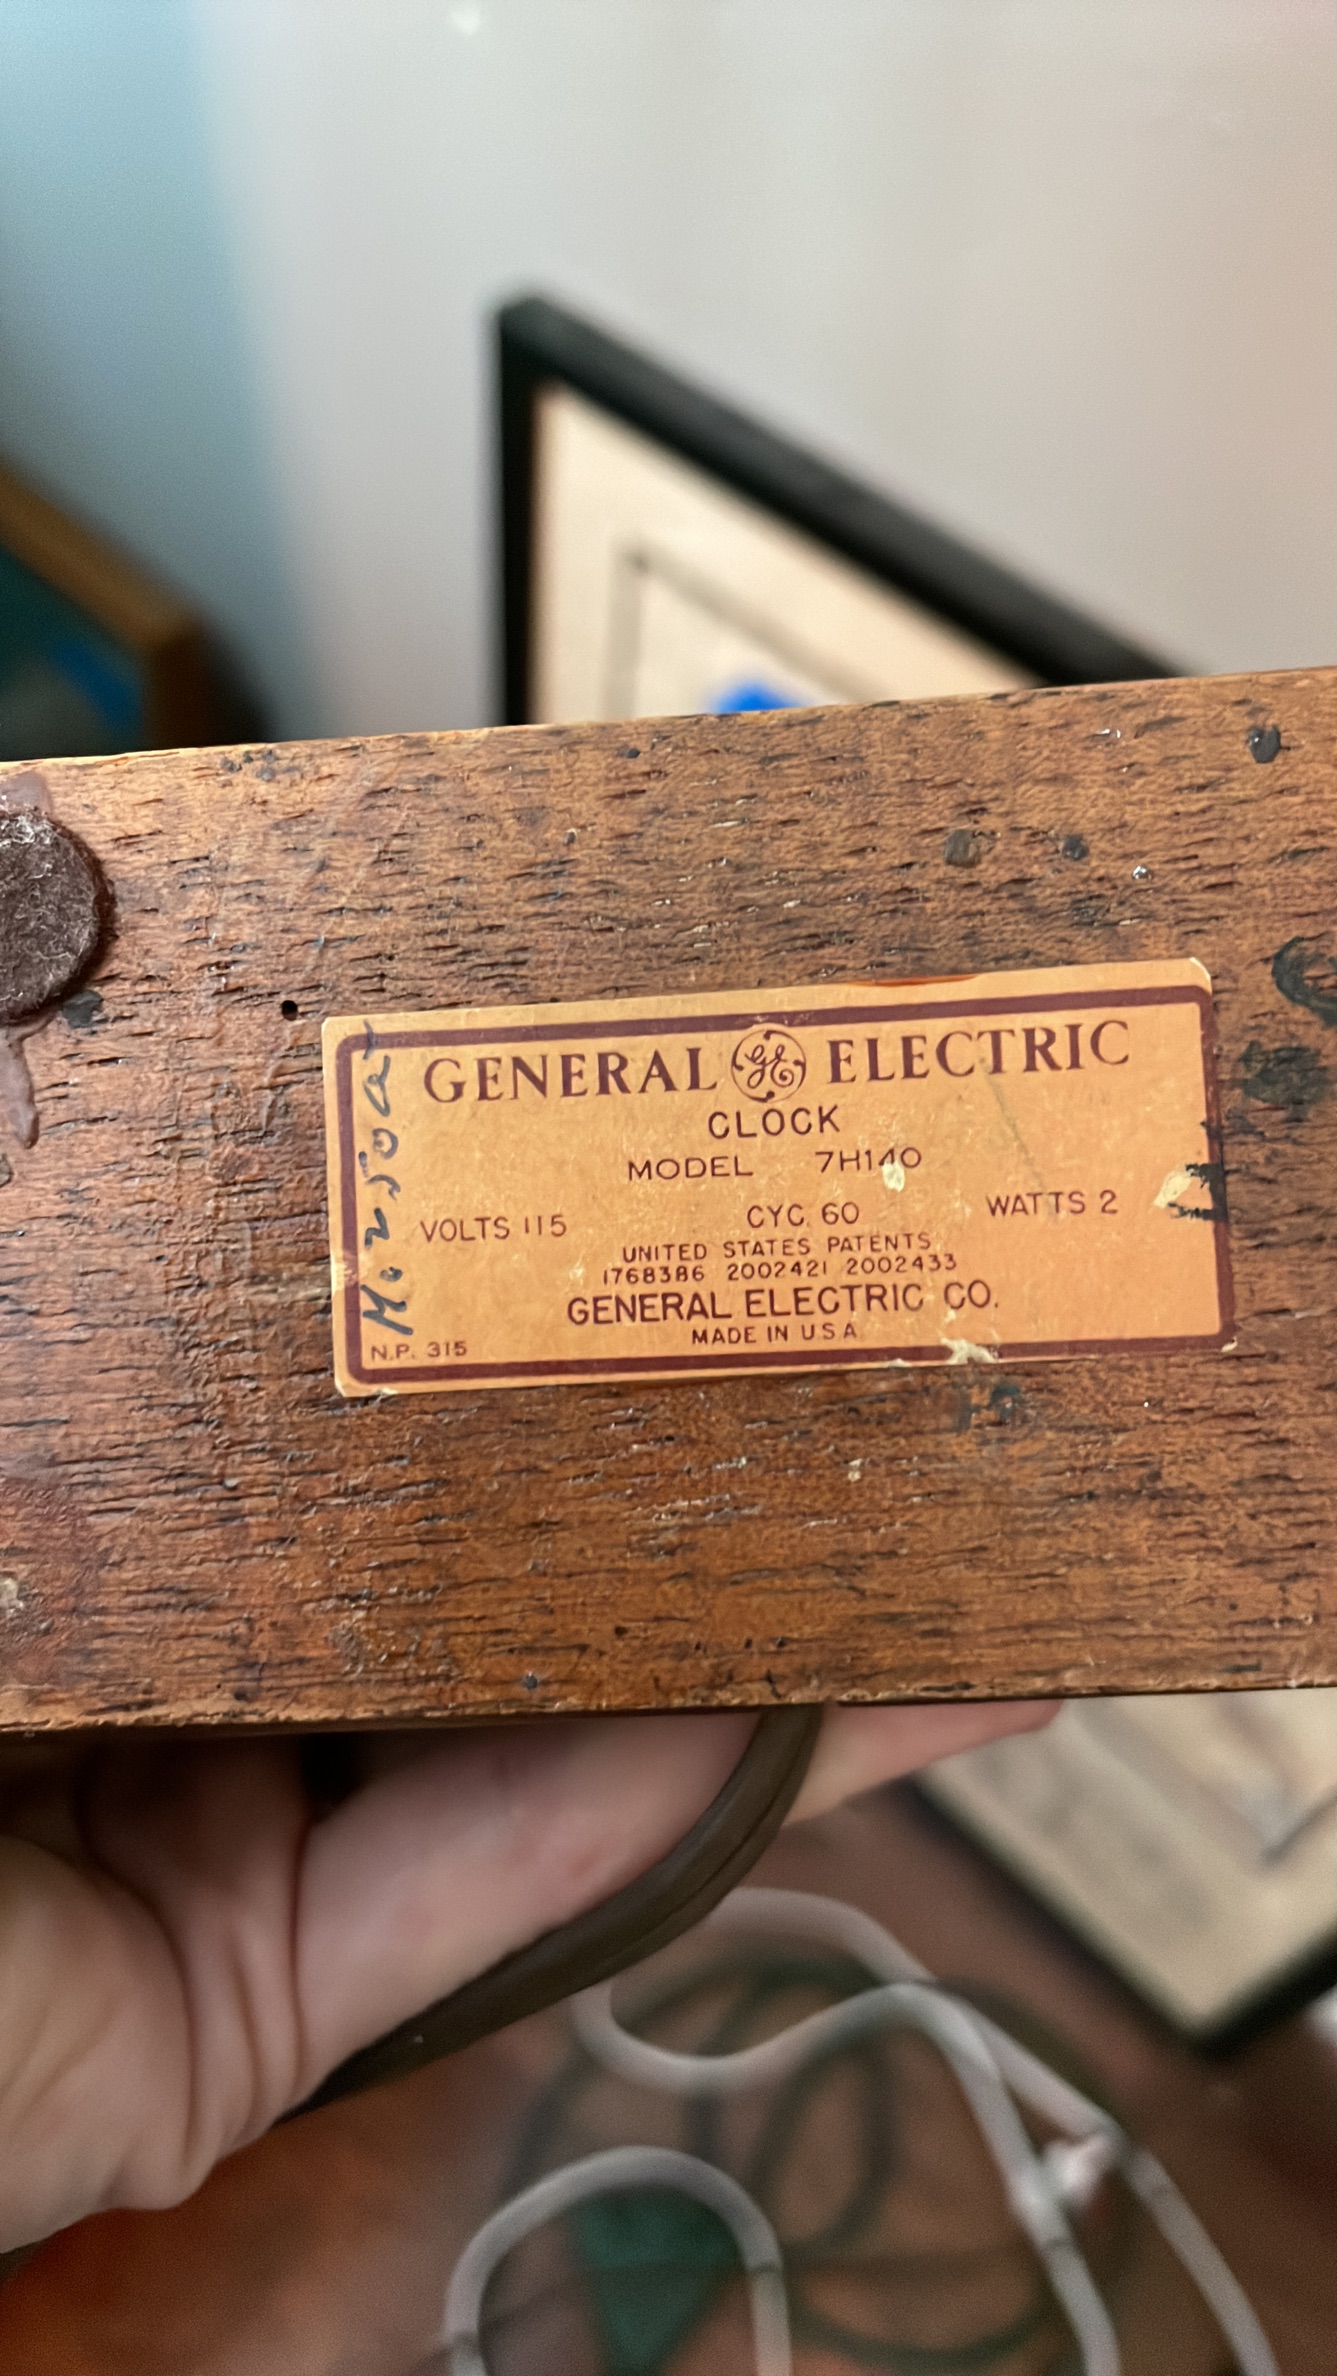 GENERAL GE ELECTRIC
CLOCK
MODEL 7H140
VOLTS 115 CYC. 60 WATTS 2
UNITED STATES PATENTS
1768386 2002421 2002433
GENERAL ELECTRIC CO.
MADE IN U.S.A
N.P. 315